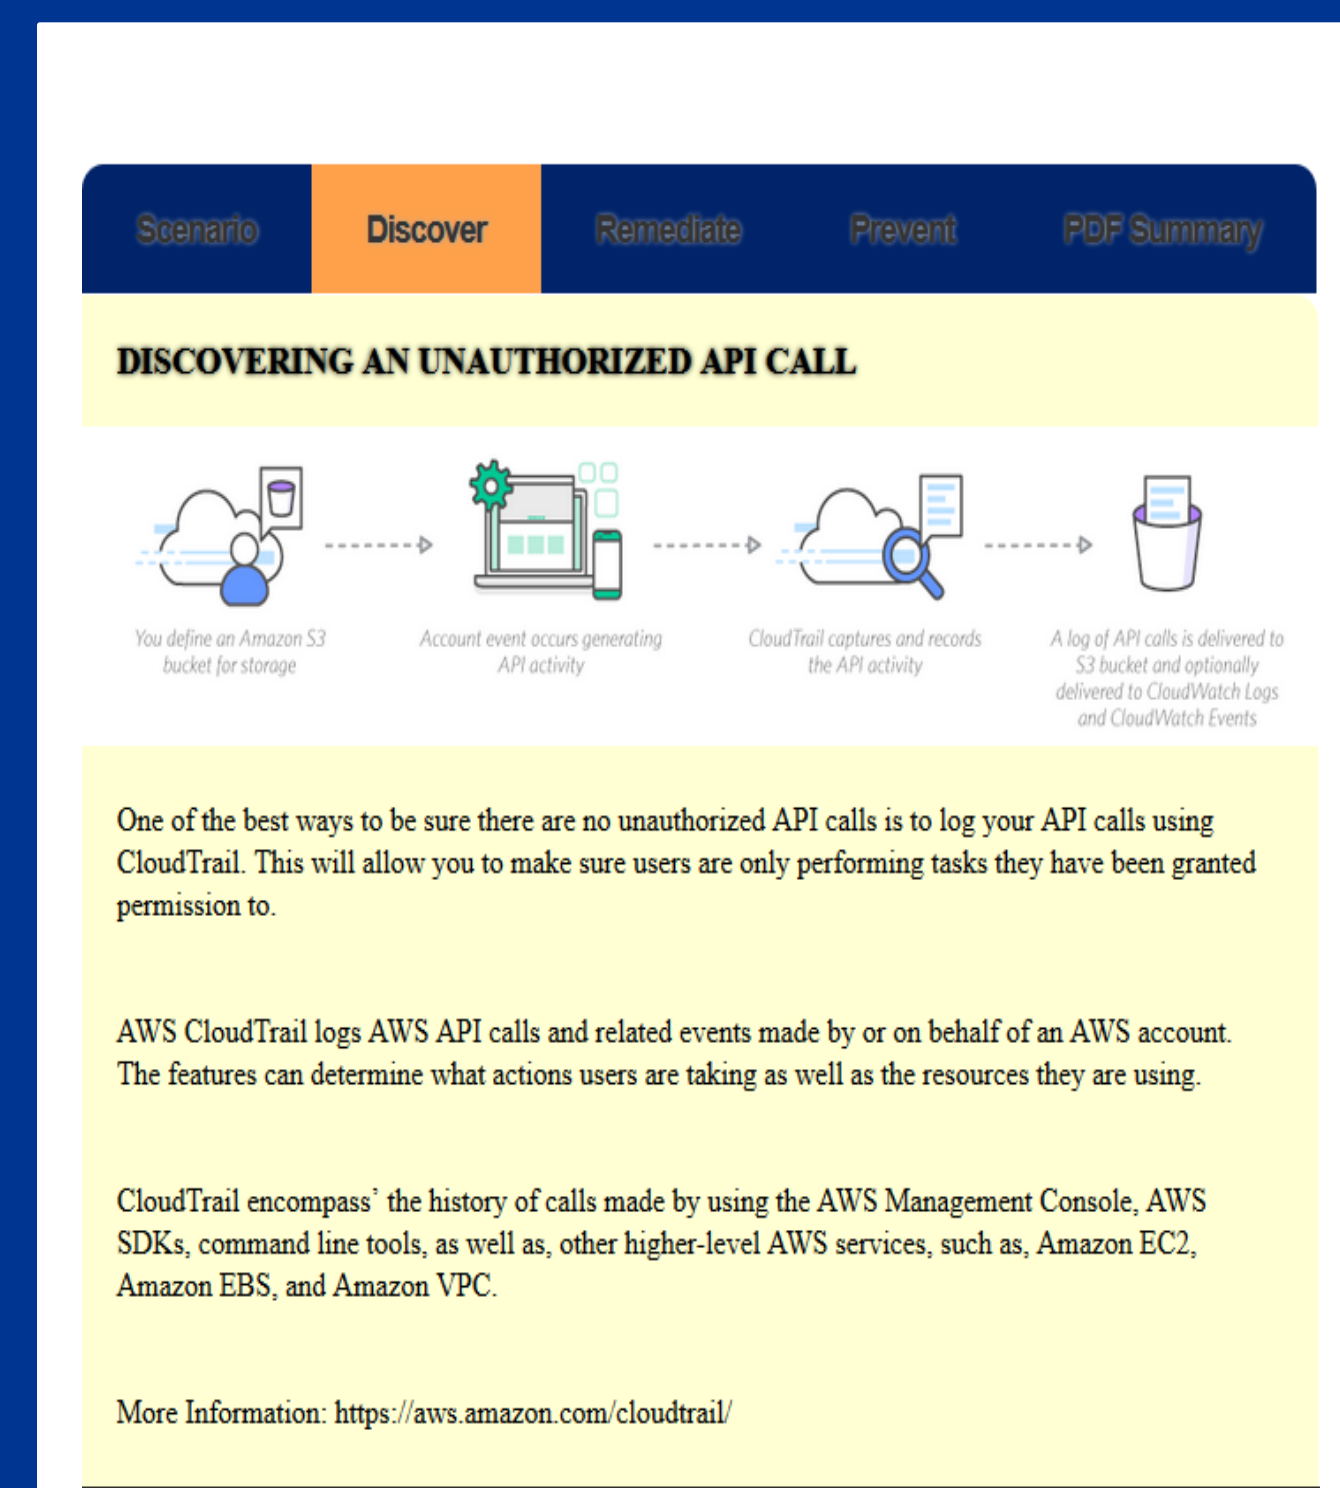 Scenario
Discover
Remediate
Prevent
PDF Summary
DISCOVERING AN UNAUTHORIZED API CALL
You define an Amazon S3
bucket for storage
Account event occurs generating
API activity
CloudTrail captures and records
the API activity
A log of API calls is delivered to
S3 bucket and optionally
delivered to CloudWatch Logs
and CloudWatch Events
One of the best ways to be sure there are no unauthorized API calls is to log your API calls using
CloudTrail. This will allow you to make sure users are only performing tasks they have been granted
permission to.
AWS CloudTrail logs AWS API calls and related events made by or on behalf of an AWS account.
The features can determine what actions users are taking as well as the resources they are using.
CloudTrail encompass’ the history of calls made by using the AWS Management Console, AWS
SDKs, command line tools, as well as, other higher-level AWS services, such as, Amazon EC2,
Amazon EBS, and Amazon VPC.
More Information: https://aws.amazon.com/cloudtrail/